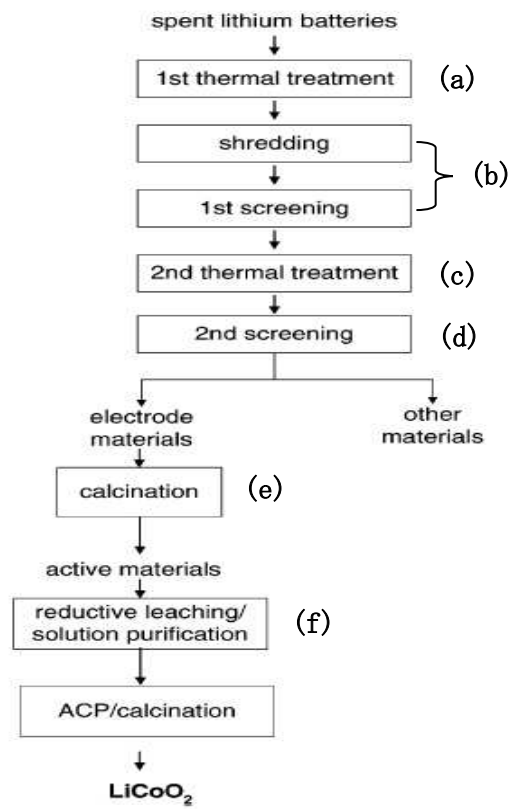 spent lithium batteries
1st thermal treatment (a)
shredding
(b)
1st screening
2nd thermal treatment (c)
2nd screening (d)
electrode
materials
other
materials
calcination (e)
active materials
reductive leaching/
solution purification (f)
ACP/calcination
LiCoO₂